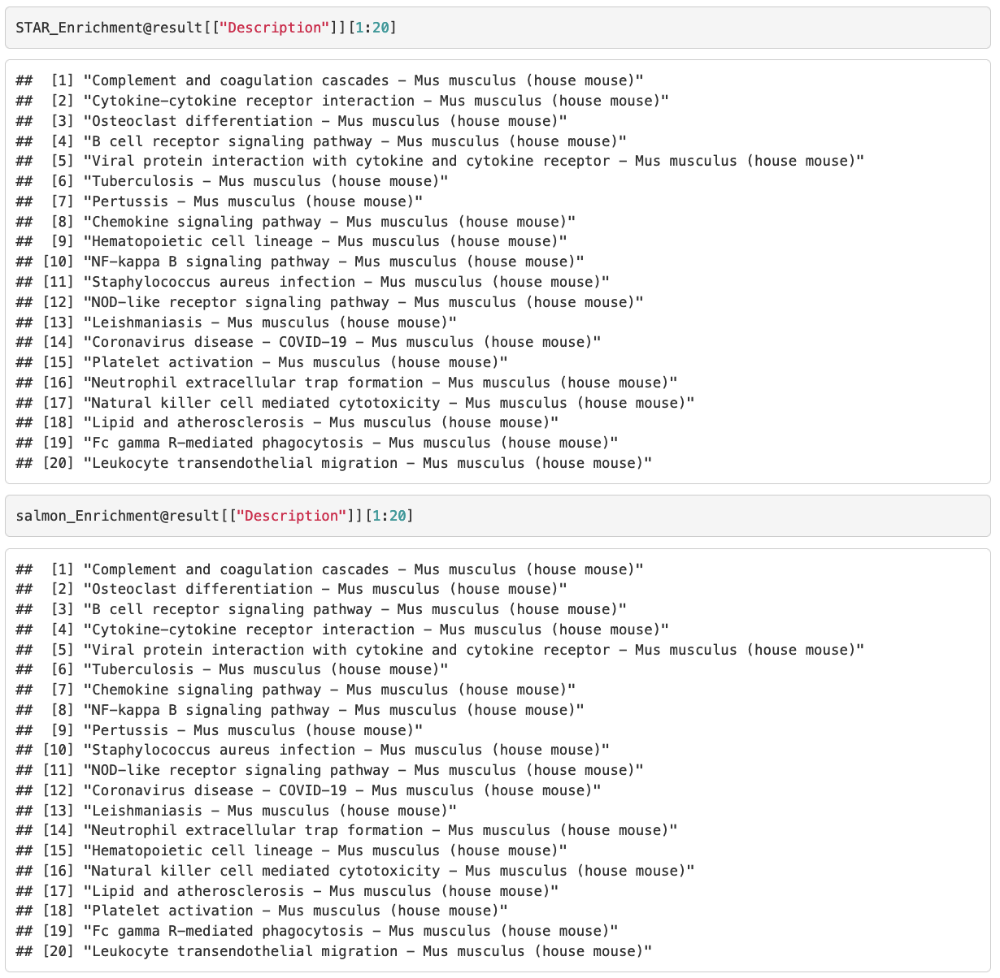 STAR_Enrichment@result[["Description"]][1:20]
##  [1] "Complement and coagulation cascades - Mus musculus (house mouse)"
##  [2] "Cytokine-cytokine receptor interaction - Mus musculus (house mouse)"
##  [3] "Osteoclast differentiation - Mus musculus (house mouse)"
##  [4] "B cell receptor signaling pathway - Mus musculus (house mouse)"
##  [5] "Viral protein interaction with cytokine and cytokine receptor - Mus musculus (house mouse)"
##  [6] "Tuberculosis - Mus musculus (house mouse)"
##  [7] "Pertussis - Mus musculus (house mouse)"
##  [8] "Chemokine signaling pathway - Mus musculus (house mouse)"
##  [9] "Hematopoietic cell lineage - Mus musculus (house mouse)"
## [10] "NF-kappa B signaling pathway - Mus musculus (house mouse)"
## [11] "Staphylococcus aureus infection - Mus musculus (house mouse)"
## [12] "NOD-like receptor signaling pathway - Mus musculus (house mouse)"
## [13] "Leishmaniasis - Mus musculus (house mouse)"
## [14] "Coronavirus disease - COVID-19 - Mus musculus (house mouse)"
## [15] "Platelet activation - Mus musculus (house mouse)"
## [16] "Neutrophil extracellular trap formation - Mus musculus (house mouse)"
## [17] "Natural killer cell mediated cytotoxicity - Mus musculus (house mouse)"
## [18] "Lipid and atherosclerosis - Mus musculus (house mouse)"
## [19] "Fc gamma R-mediated phagocytosis - Mus musculus (house mouse)"
## [20] "Leukocyte transendothelial migration - Mus musculus (house mouse)"
salmon_Enrichment@result[["Description"]][1:20]
##  [1] "Complement and coagulation cascades - Mus musculus (house mouse)"
##  [2] "Osteoclast differentiation - Mus musculus (house mouse)"
##  [3] "B cell receptor signaling pathway - Mus musculus (house mouse)"
##  [4] "Cytokine-cytokine receptor interaction - Mus musculus (house mouse)"
##  [5] "Viral protein interaction with cytokine and cytokine receptor - Mus musculus (house mouse)"
##  [6] "Tuberculosis - Mus musculus (house mouse)"
##  [7] "Chemokine signaling pathway - Mus musculus (house mouse)"
##  [8] "NF-kappa B signaling pathway - Mus musculus (house mouse)"
##  [9] "Pertussis - Mus musculus (house mouse)"
## [10] "Staphylococcus aureus infection - Mus musculus (house mouse)"
## [11] "NOD-like receptor signaling pathway - Mus musculus (house mouse)"
## [12] "Coronavirus disease - COVID-19 - Mus musculus (house mouse)"
## [13] "Leishmaniasis - Mus musculus (house mouse)"
## [14] "Neutrophil extracellular trap formation - Mus musculus (house mouse)"
## [15] "Hematopoietic cell lineage - Mus musculus (house mouse)"
## [16] "Natural killer cell mediated cytotoxicity - Mus musculus (house mouse)"
## [17] "Lipid and atherosclerosis - Mus musculus (house mouse)"
## [18] "Platelet activation - Mus musculus (house mouse)"
## [19] "Fc gamma R-mediated phagocytosis - Mus musculus (house mouse)"
## [20] "Leukocyte transendothelial migration - Mus musculus (house mouse)"